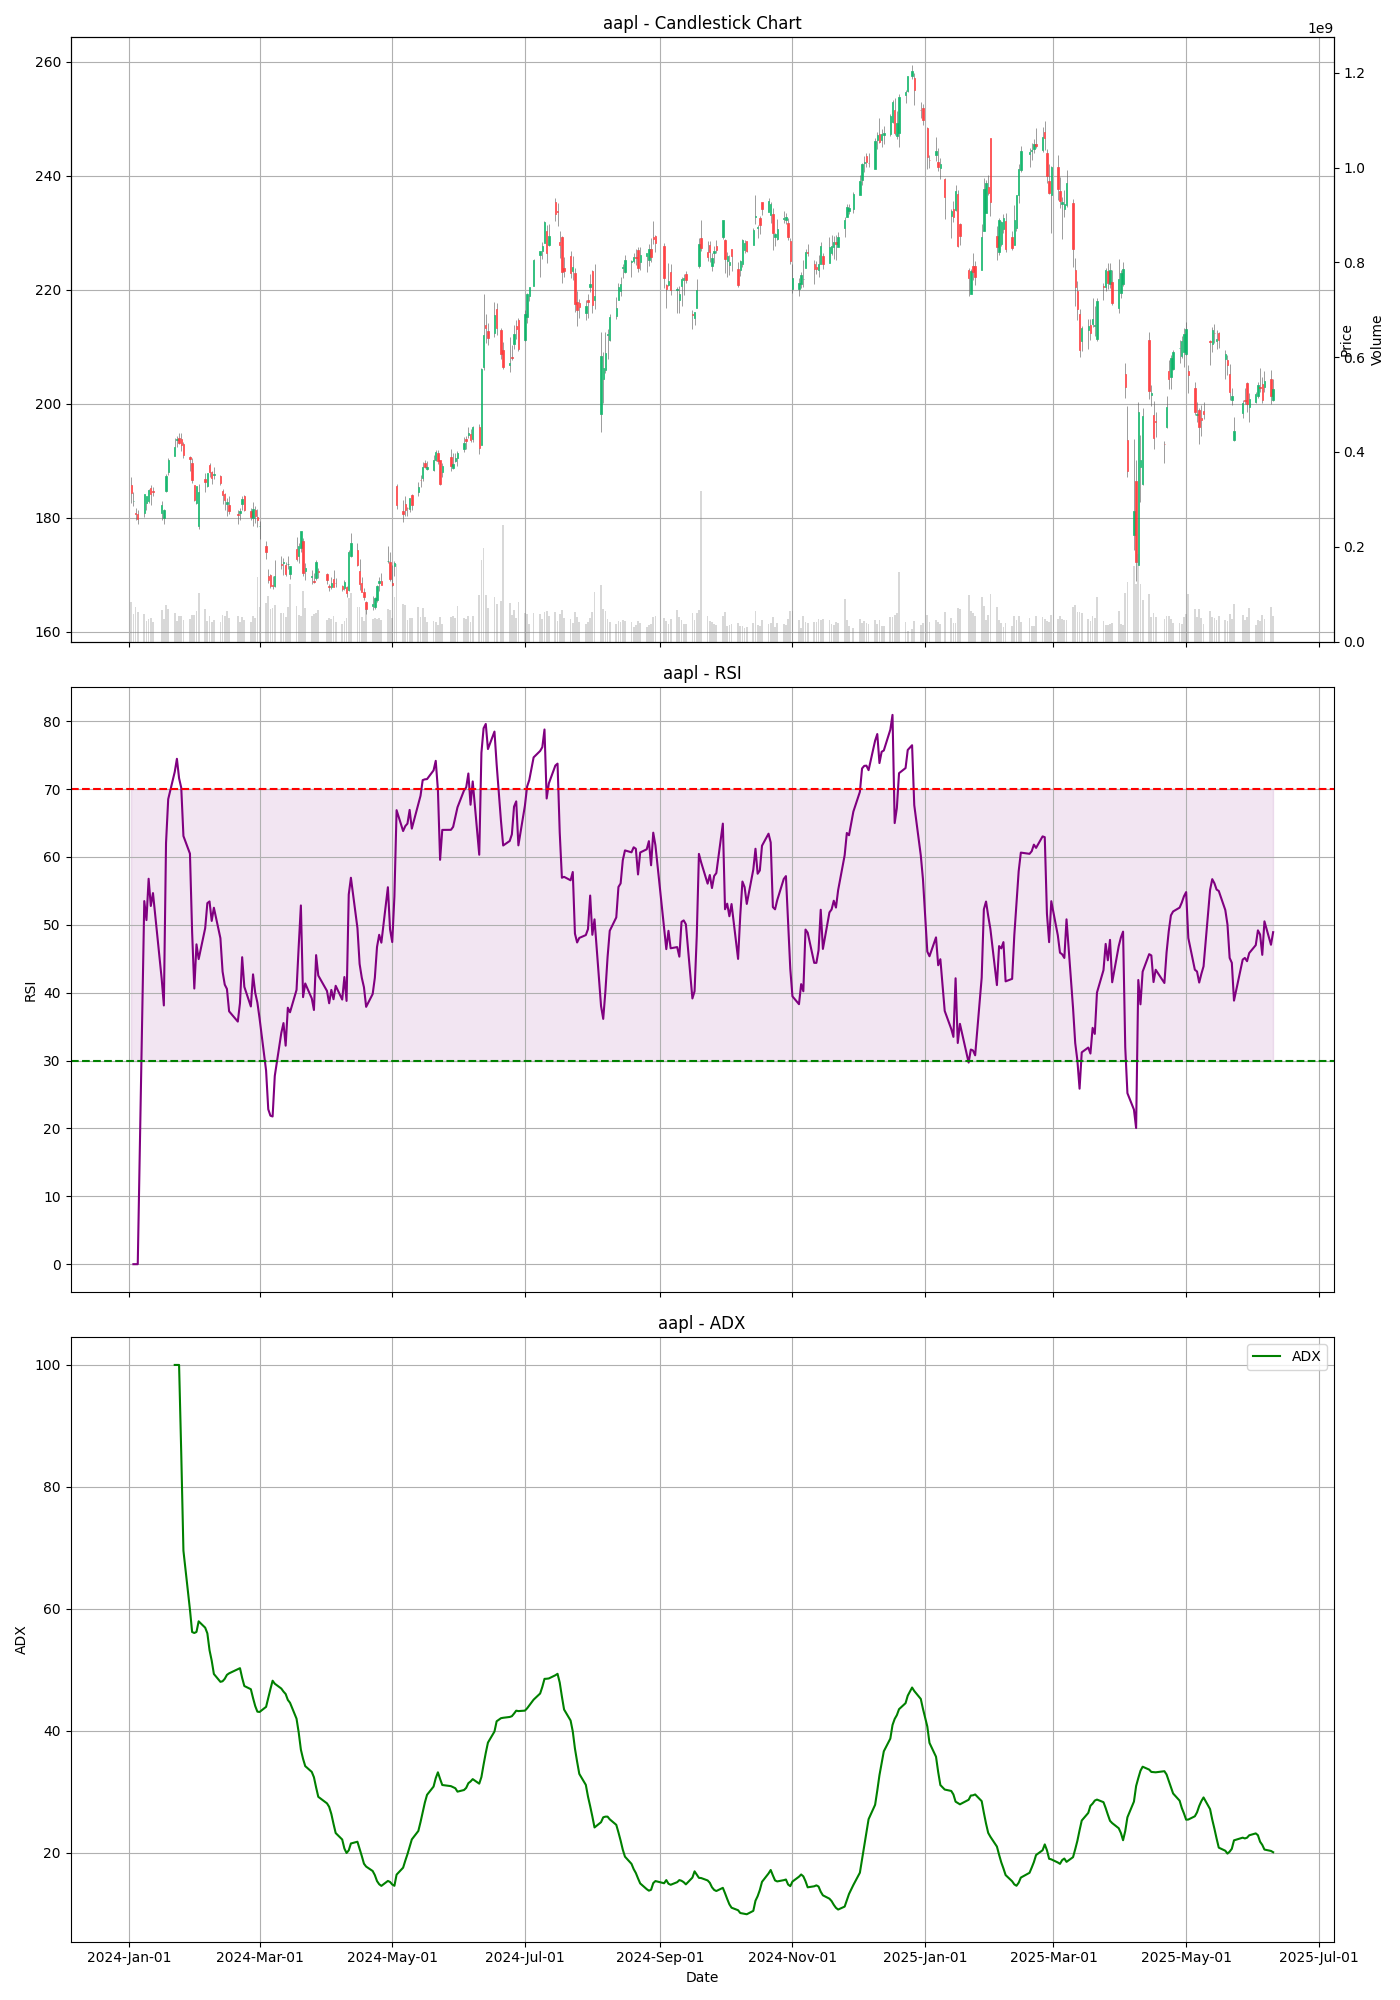 aapl - Candlestick Chart
1e9
260
240
220
200
180
160
1.2
1.0
0.8
0.6
0.4
0.2
0.0
Price
Volume
aapl - RSI
80
70
60
50
40
30
20
10
0
RSI
aapl - ADX
ADX
100
80
60
40
20
ADX
2024-Jan-01 2024-Mar-01 2024-May-01 2024-Jul-01 2024-Sep-01 2024-Nov-01 2025-Jan-01 2025-Mar-01 2025-May-01 2025-Jul-01
Date